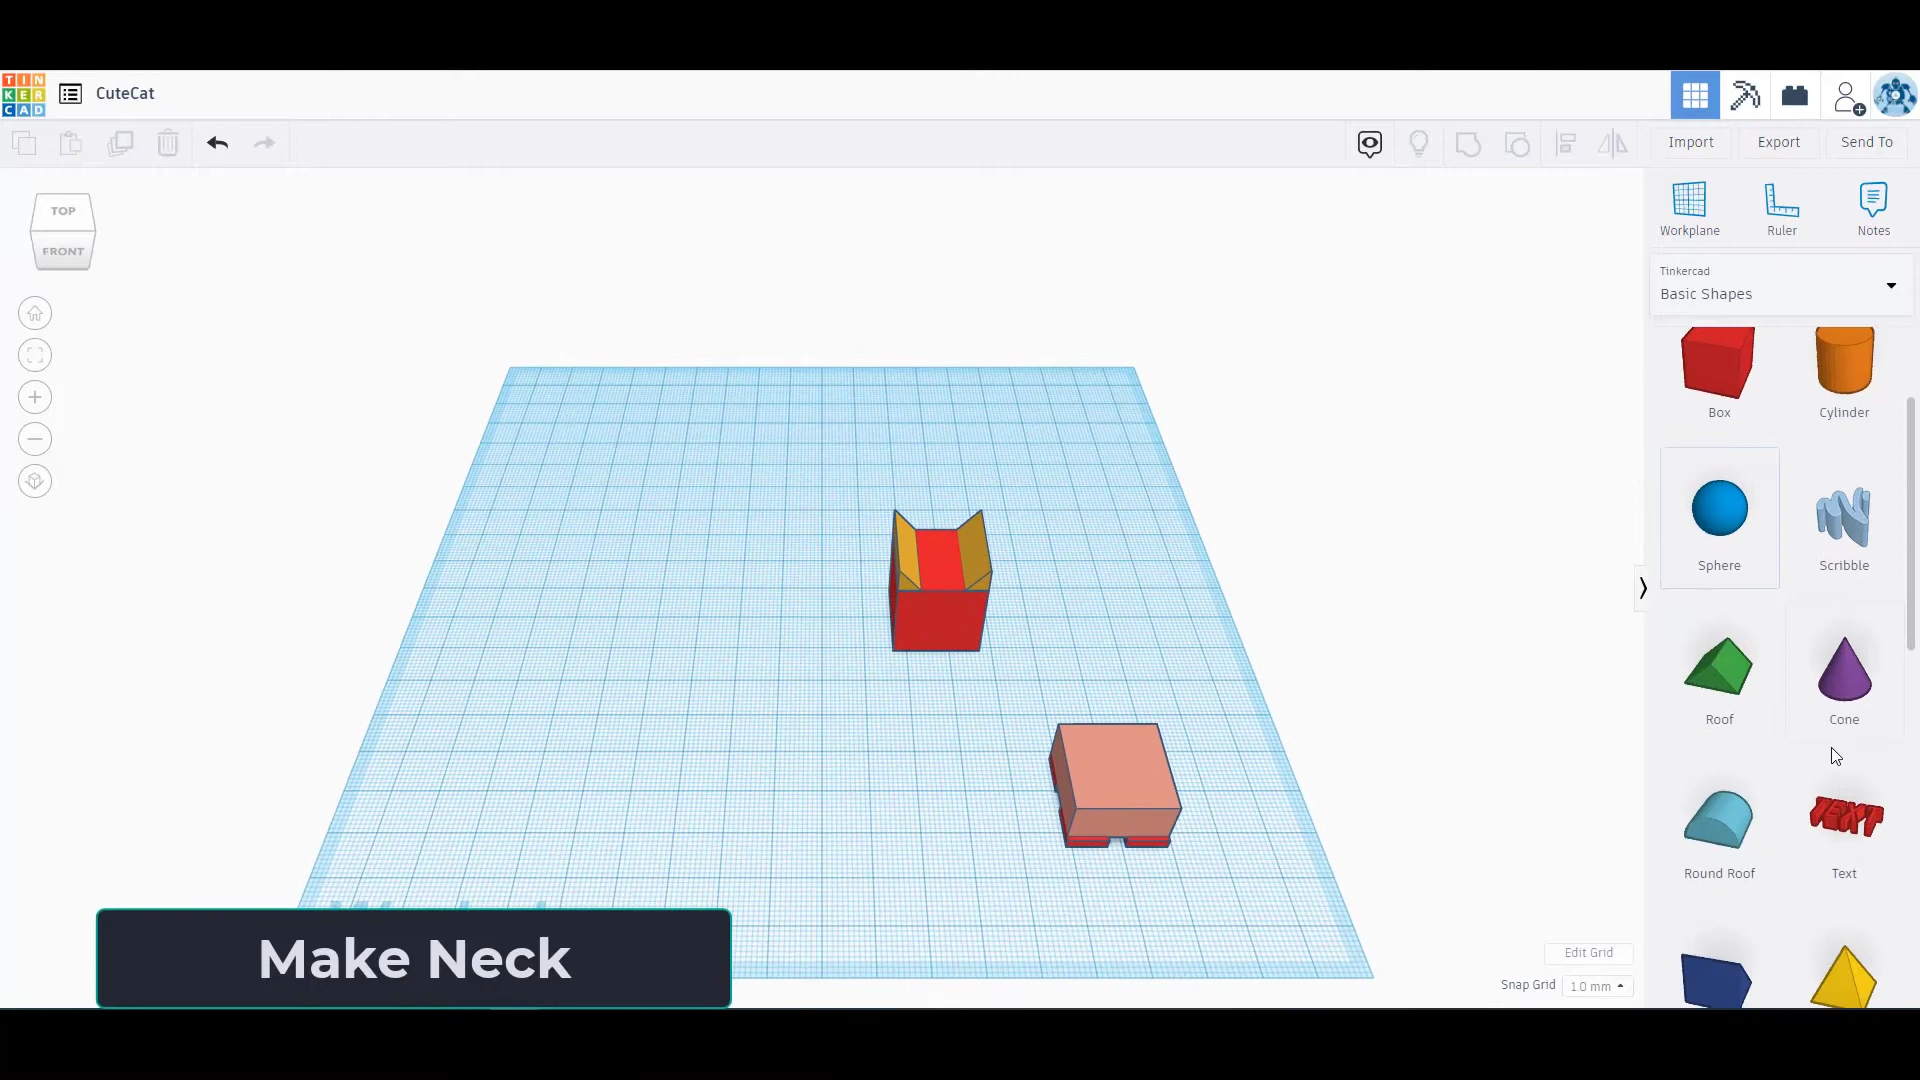 TIN
KER
CAD
CuteCat
Import
Export
Send To
TOP
FRONT
Workplane
Ruler
Notes
Tinkercad
Basic Shapes
Box
Cylinder
Sphere
Scribble
Roof
Cone
TEXT
Round Roof
Text
Edit Grid
Snap Grid
1.0 mm
Make Neck